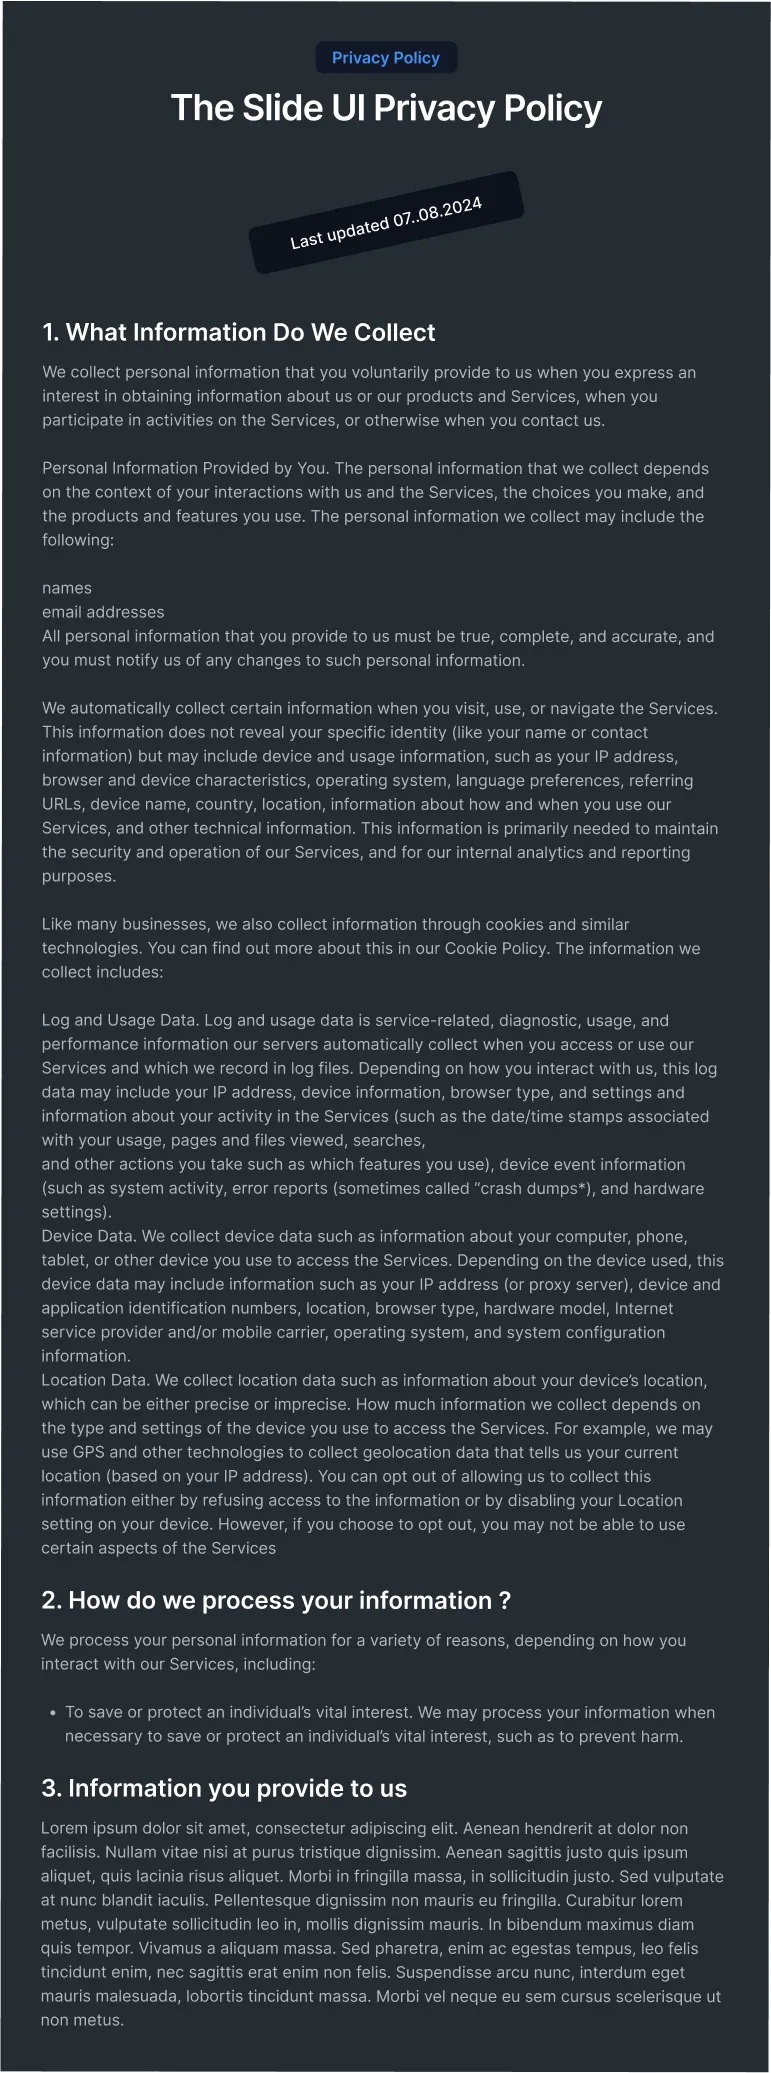 Privacy Policy
The Slide UI Privacy Policy
Last updated 07..08.2024
1. What Information Do We Collect
We collect personal information that you voluntarily provide to us when you express an
interest in obtaining information about us or our products and Services, when you
participate in activities on the Services, or otherwise when you contact us.
Personal Information Provided by You. The personal information that we collect depends
on the context of your interactions with us and the Services, the choices you make, and
the products and features you use. The personal information we collect may include the
following:
names
email addresses
All personal information that you provide to us must be true, complete, and accurate, and
you must notify us of any changes to such personal information.
We automatically collect certain information when you visit, use, or navigate the Services.
This information does not reveal your specific identity (like your name or contact
information) but may include device and usage information, such as your IP address,
browser and device characteristics, operating system, language preferences, referring
URLs, device name, country, location, information about how and when you use our
Services, and other technical information. This information is primarily needed to maintain
the security and operation of our Services, and for our internal analytics and reporting
purposes.
Like many businesses, we also collect information through cookies and similar
technologies. You can find out more about this in our Cookie Policy. The information we
collect includes:
Log and Usage Data. Log and usage data is service-related, diagnostic, usage, and
performance information our servers automatically collect when you access or use our
Services and which we record in log files. Depending on how you interact with us, this log
data may include your IP address, device information, browser type, and settings and
information about your activity in the Services (such as the date/time stamps associated
with your usage, pages and files viewed, searches,
and other actions you take such as which features you use), device event information
(such as system activity, error reports (sometimes called “crash dumps*), and hardware
settings).
Device Data. We collect device data such as information about your computer, phone,
tablet, or other device you use to access the Services. Depending on the device used, this
device data may include information such as your IP address (or proxy server), device and
application identification numbers, location, browser type, hardware model, Internet
service provider and/or mobile carrier, operating system, and system configuration
information.
Location Data. We collect location data such as information about your device’s location,
which can be either precise or imprecise. How much information we collect depends on
the type and settings of the device you use to access the Services. For example, we may
use GPS and other technologies to collect geolocation data that tells us your current
location (based on your IP address). You can opt out of allowing us to collect this
information either by refusing access to the information or by disabling your Location
setting on your device. However, if you choose to opt out, you may not be able to use
certain aspects of the Services
2. How do we process your information ?
We process your personal information for a variety of reasons, depending on how you
interact with our Services, including:
• To save or protect an individual’s vital interest. We may process your information when
necessary to save or protect an individual’s vital interest, such as to prevent harm.
3. Information you provide to us
Lorem ipsum dolor sit amet, consectetur adipiscing elit. Aenean hendrerit at dolor non
facilisis. Nullam vitae nisi at purus tristique dignissim. Aenean sagittis justo quis ipsum
aliquet, quis lacinia risus aliquet. Morbi in fringilla massa, in sollicitudin justo. Sed vulputate
at nunc blandit iaculis. Pellentesque dignissim non mauris eu fringilla. Curabitur lorem
metus, vulputate sollicitudin leo in, mollis dignissim mauris. In bibendum maximus diam
quis tempor. Vivamus a aliquam massa. Sed pharetra, enim ac egestas tempus, leo felis
tincidunt enim, nec sagittis erat enim non felis. Suspendisse arcu nunc, interdum eget
mauris malesuada, lobortis tincidunt massa. Morbi vel neque eu sem cursus scelerisque ut
non metus.